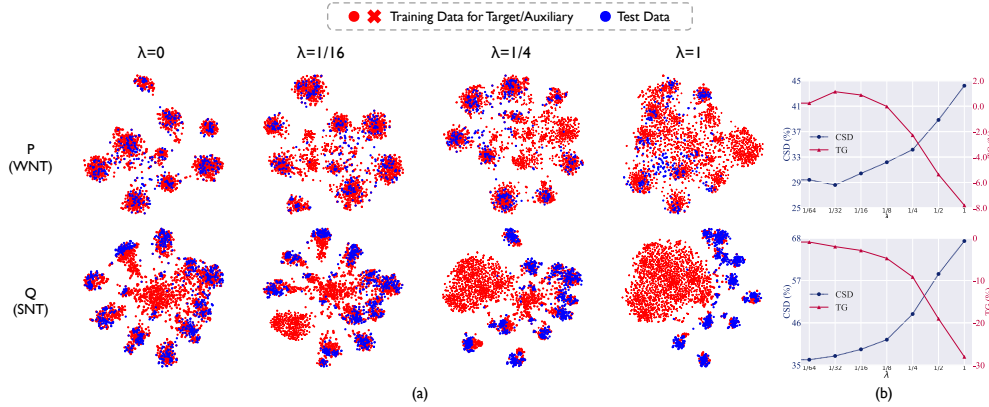 Training Data for Target/Auxiliary Test Data
λ=0 λ=1/16 λ=1/4 λ=1
P
(WNT)
Q
(SNT)
45
41
37
33
29
25
CSD (%)
CSD
TG
2.0
0.0
-2.0
-4.0
-6.0
-8.0
1/64 1/32 1/16 1/8 1/4 1/2 1
68
57
46
35
CSD (%)
CSD
TG
0
-10
-20
-30
TG (%)
1/64 1/32 1/16 1/8 1/4 1/2 1
λ
(a) (b)